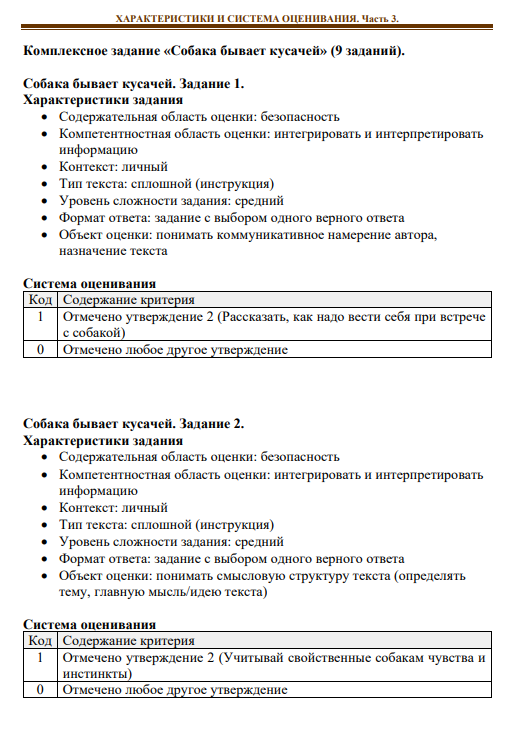 ХАРАКТЕРИСТИКИ И СИСТЕМА ОЦЕНИВАНИЯ. Часть 3.
Комплексное задание «Собака бывает кусачей» (9 заданий).
Собака бывает кусачей. Задание 1.
Характеристики задания
• Содержательная область оценки: безопасность
• Компетентностная область оценки: интегрировать и интерпретировать
информацию
• Контекст: личный
• Тип текста: сплошной (инструкция)
• Уровень сложности задания: средний
• Формат ответа: задание с выбором одного верного ответа
• Объект оценки: понимать коммуникативное намерение автора,
назначение текста
Система оценивания
Код Содержание критерия
1 Отмечено утверждение 2 (Рассказать, как надо вести себя при встрече
с собакой)
0 Отмечено любое другое утверждение
Собака бывает кусачей. Задание 2.
Характеристики задания
• Содержательная область оценки: безопасность
• Компетентностная область оценки: интегрировать и интерпретировать
информацию
• Контекст: личный
• Тип текста: сплошной (инструкция)
• Уровень сложности задания: средний
• Формат ответа: задание с выбором одного верного ответа
• Объект оценки: понимать смысловую структуру текста (определять
тему, главную мысль/идею текста)
Система оценивания
Код Содержание критерия
1 Отмечено утверждение 2 (Учитывай свойственные собакам чувства и
инстинкты)
0 Отмечено любое другое утверждение